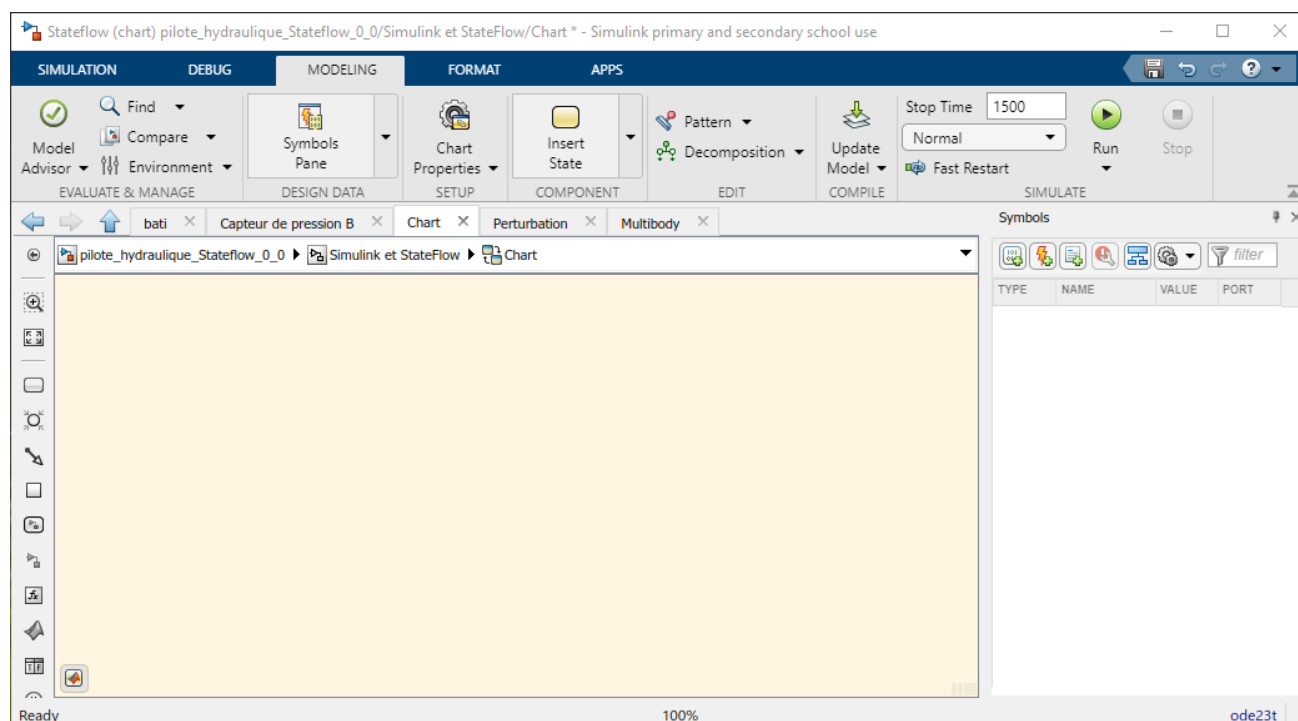 Stateflow (chart) pilote_hydraulique_Stateflow_0_0/Simulink et StateFlow/Chart * - Simulink primary and secondary school use
SIMULATION DEBUG MODELING FORMAT APPS
Model Advisor
Find
Compare
Environment
EVALUATE & MANAGE
Symbols Pane
DESIGN DATA
Chart Properties
SETUP
Insert State
COMPONENT
Pattern
Decomposition
EDIT
Update Model
COMPILE
Stop Time 1500
Normal
Fast Restart
Run
Stop
SIMULATE
bati Capteur de pression B Chart Perturbation Multibody
pilote_hydraulique_Stateflow_0_0 Simulink et StateFlow Chart
Symbols
filter
TYPE NAME VALUE PORT
Ready 100% ode23t